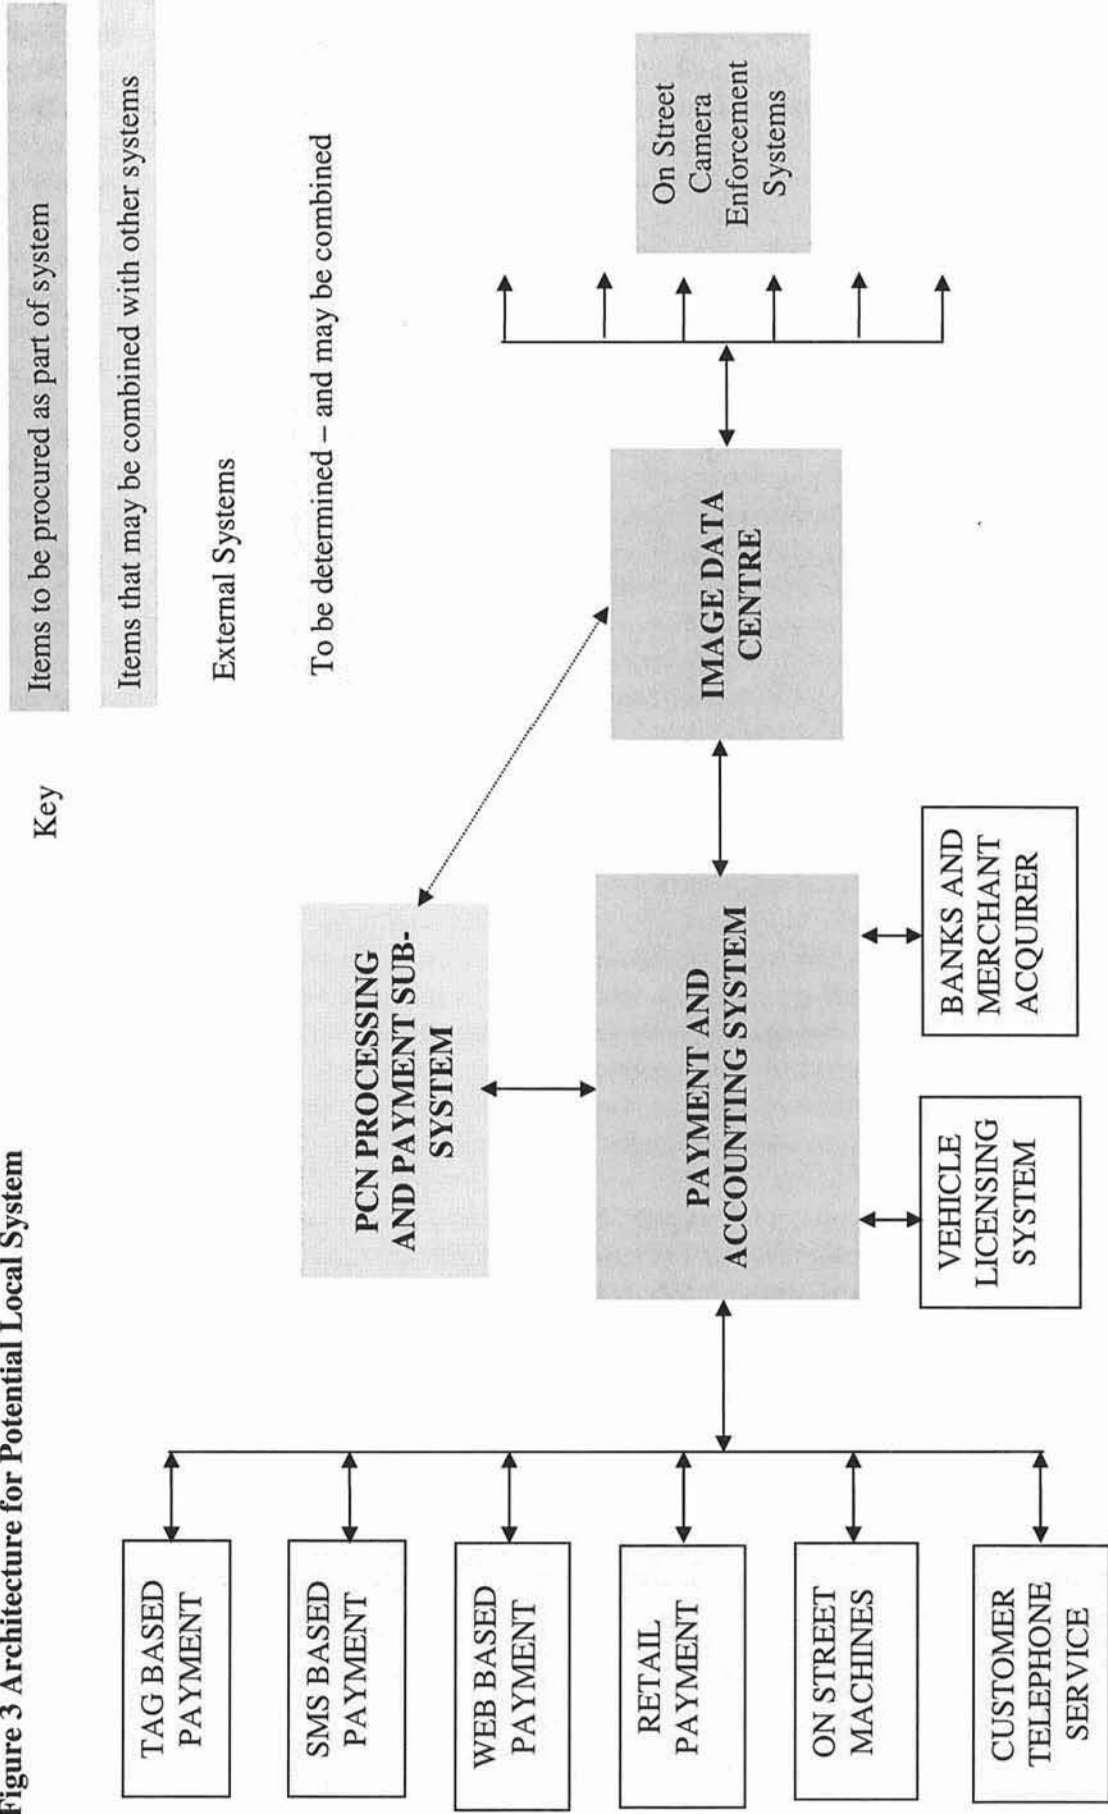 Figure 3 Architecture for Potential Local System
Key
Items to be procured as part of system
Items that may be combined with other systems
External Systems
To be determined – and may be combined
TAG BASED
PAYMENT
SMS BASED
PAYMENT
WEB BASED
PAYMENT
RETAIL
PAYMENT
ON STREET
MACHINES
CUSTOMER
TELEPHONE
SERVICE
PCN PROCESSING
AND PAYMENT SUB-
SYSTEM
PAYMENT AND
ACCOUNTING SYSTEM
VEHICLE
LICENSING
SYSTEM
BANKS AND
MERCHANT
ACQUIRER
IMAGE DATA
CENTRE
On Street
Camera
Enforcement
Systems